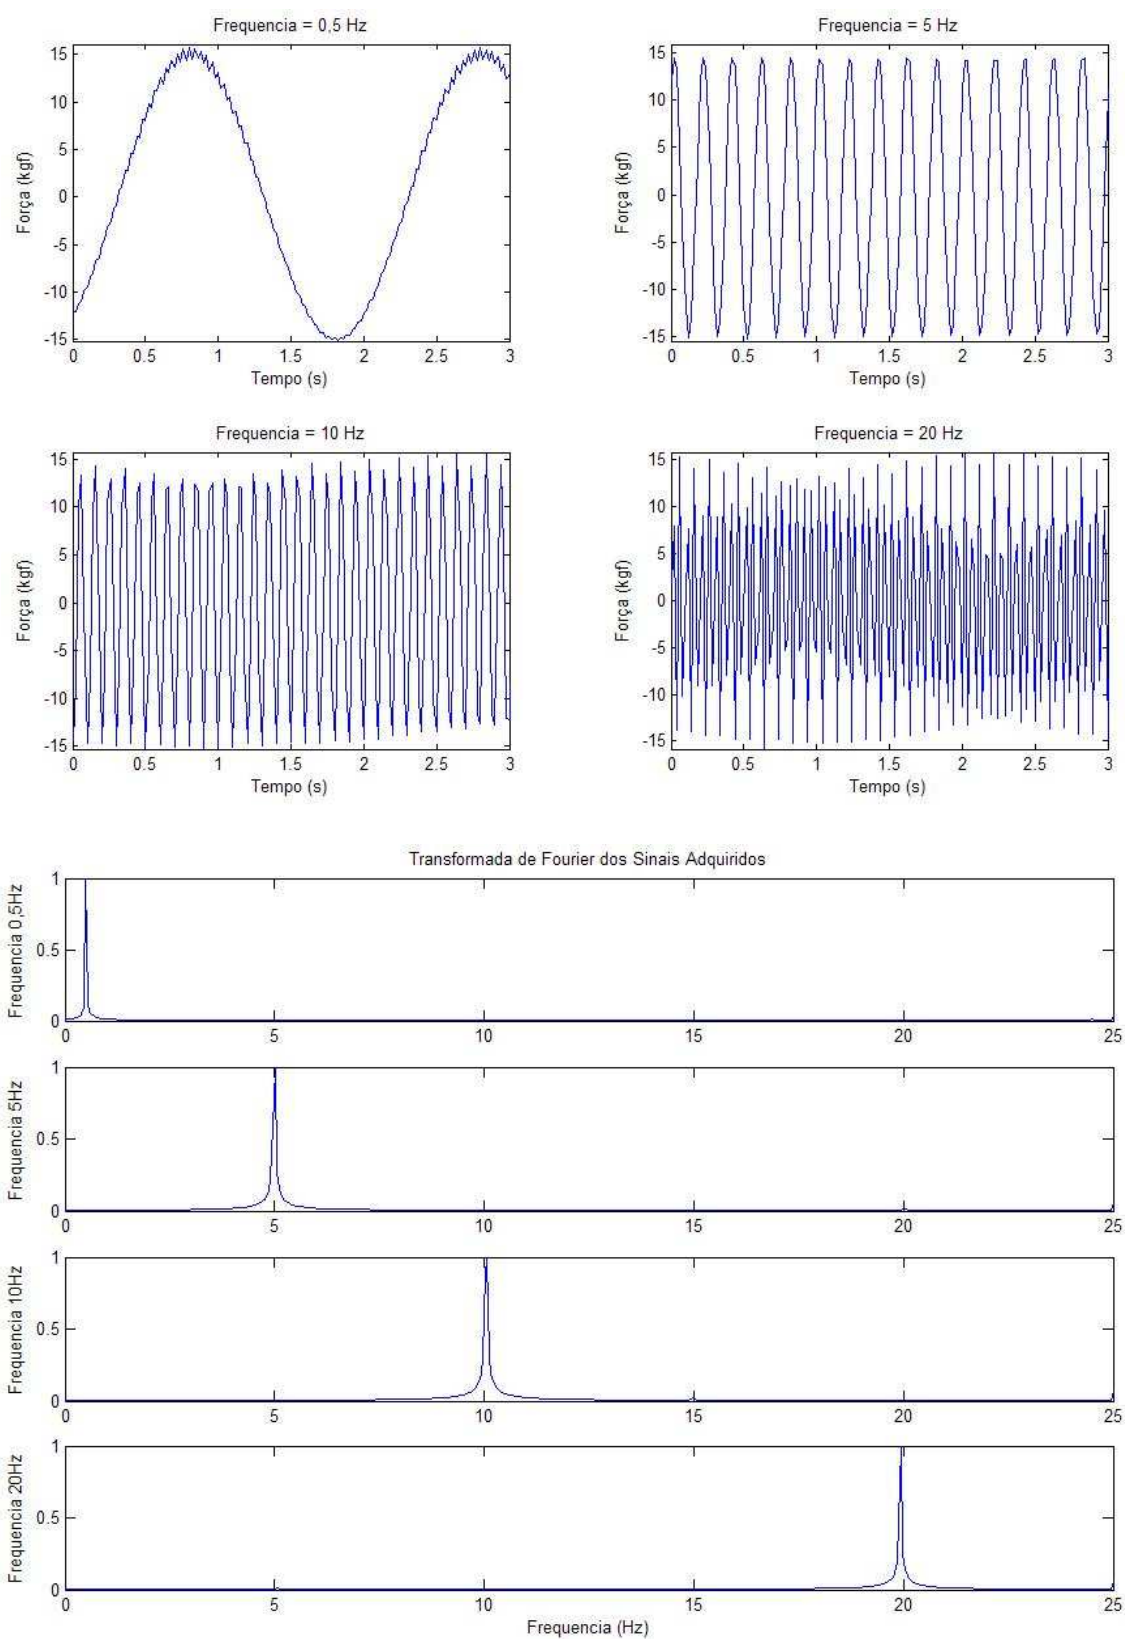 Frequencia = 0,5 Hz
15
10
5
0
-5
-10
-15
Força (kgf)
0 0.5 1 1.5 2 2.5 3
Tempo (s)
Frequencia = 5 Hz
15
10
5
0
-5
-10
-15
Força (kgf)
0 0.5 1 1.5 2 2.5 3
Tempo (s)
Frequencia = 10 Hz
15
10
5
0
-5
-10
-15
Força (kgf)
0 0.5 1 1.5 2 2.5 3
Tempo (s)
Frequencia = 20 Hz
15
10
5
0
-5
-10
-15
Força (kgf)
0 0.5 1 1.5 2 2.5 3
Tempo (s)
Transformada de Fourier dos Sinais Adquiridos
Frequencia 0,5Hz
1
0.5
0
0 5 10 15 20 25
Frequencia 5Hz
1
0.5
0
0 5 10 15 20 25
Frequencia 10Hz
1
0.5
0
0 5 10 15 20 25
Frequencia 20Hz
1
0.5
0
0 5 10 15 20 25
Frequencia (Hz)